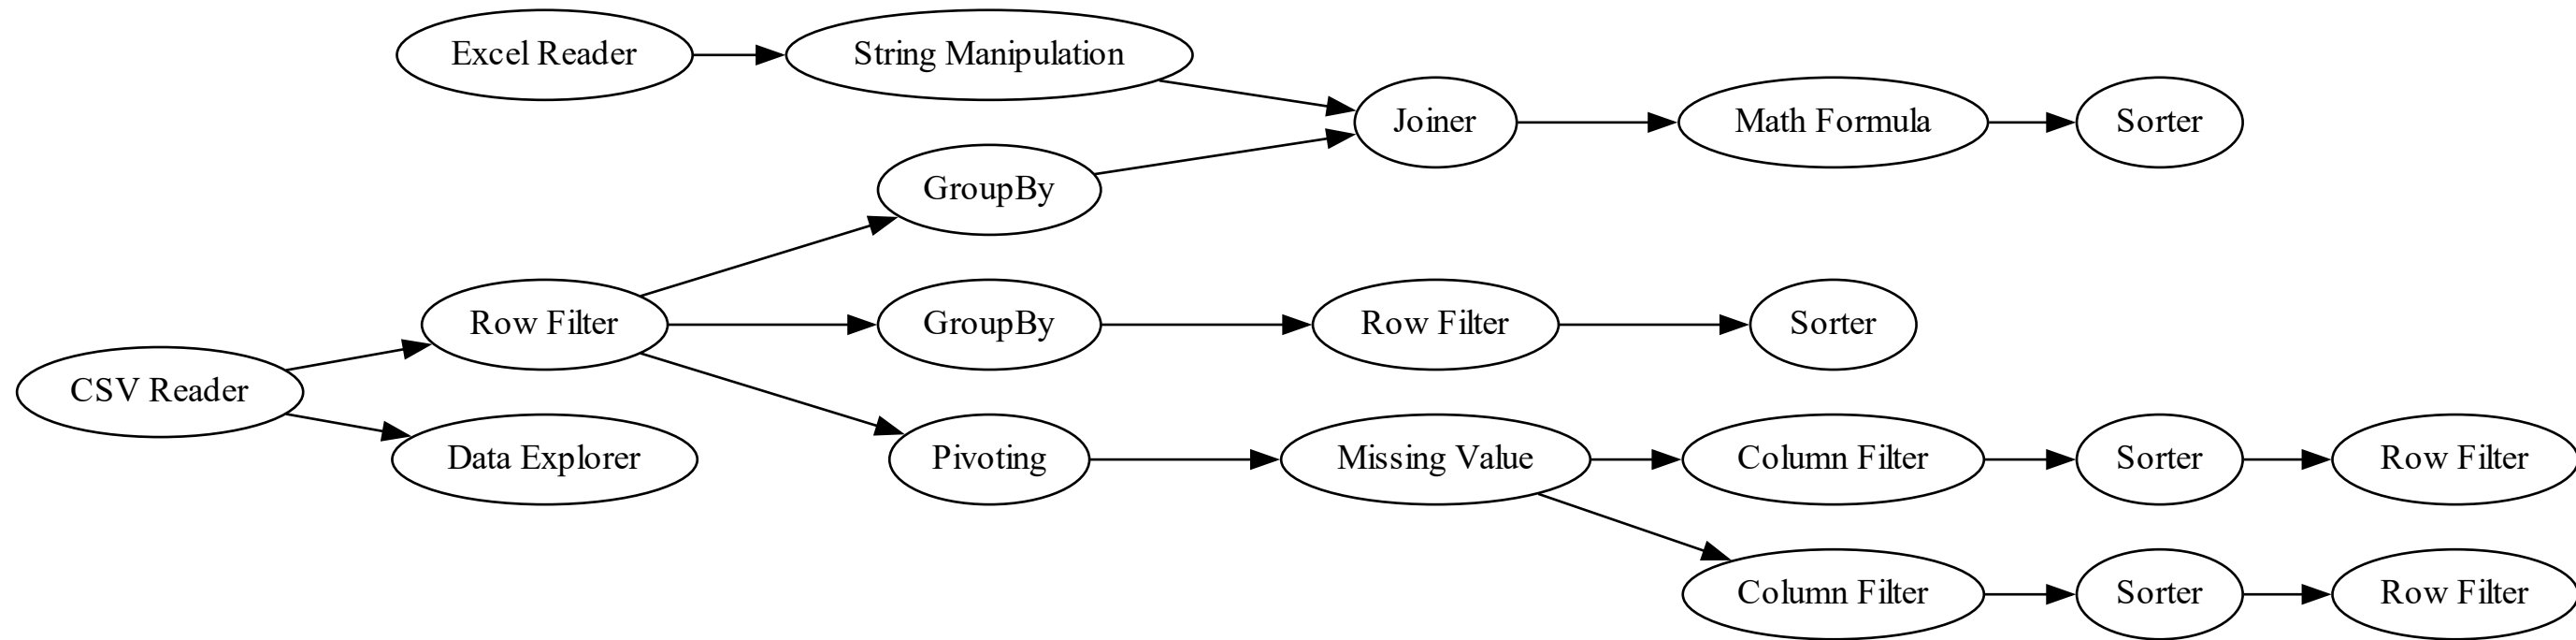 Excel Reader
String Manipulation
Joiner
Math Formula
Sorter
GroupBy
Row Filter
GroupBy
Row Filter
Sorter
CSV Reader
Data Explorer
Pivoting
Missing Value
Column Filter
Sorter
Row Filter
Column Filter
Sorter
Row Filter